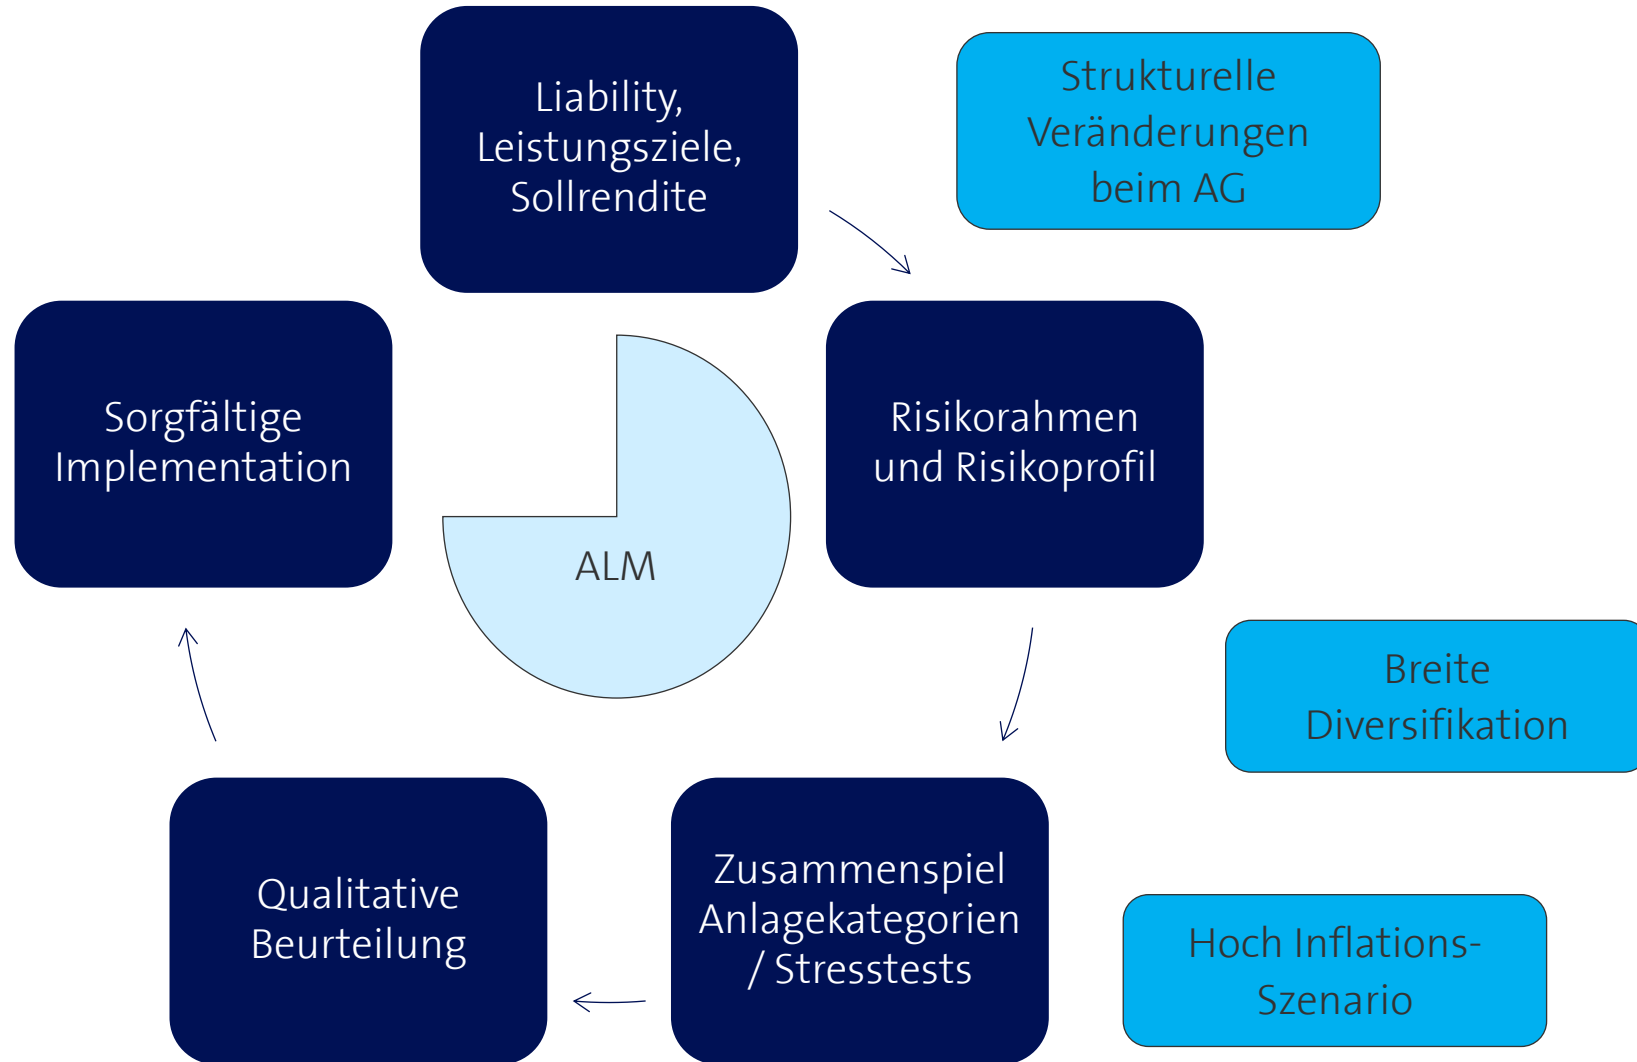 Liability,
Leistungsziele,
Sollrendite
Strukturelle
Veränderungen
beim AG
Sorgfältige
Implementation
ALM
Risikorahmen
und Risikoprofil
Breite
Diversifikation
Qualitative
Beurteilung
Zusammenspiel
Anlagekategorien
/ Stresstests
Hoch Inflations-
Szenario